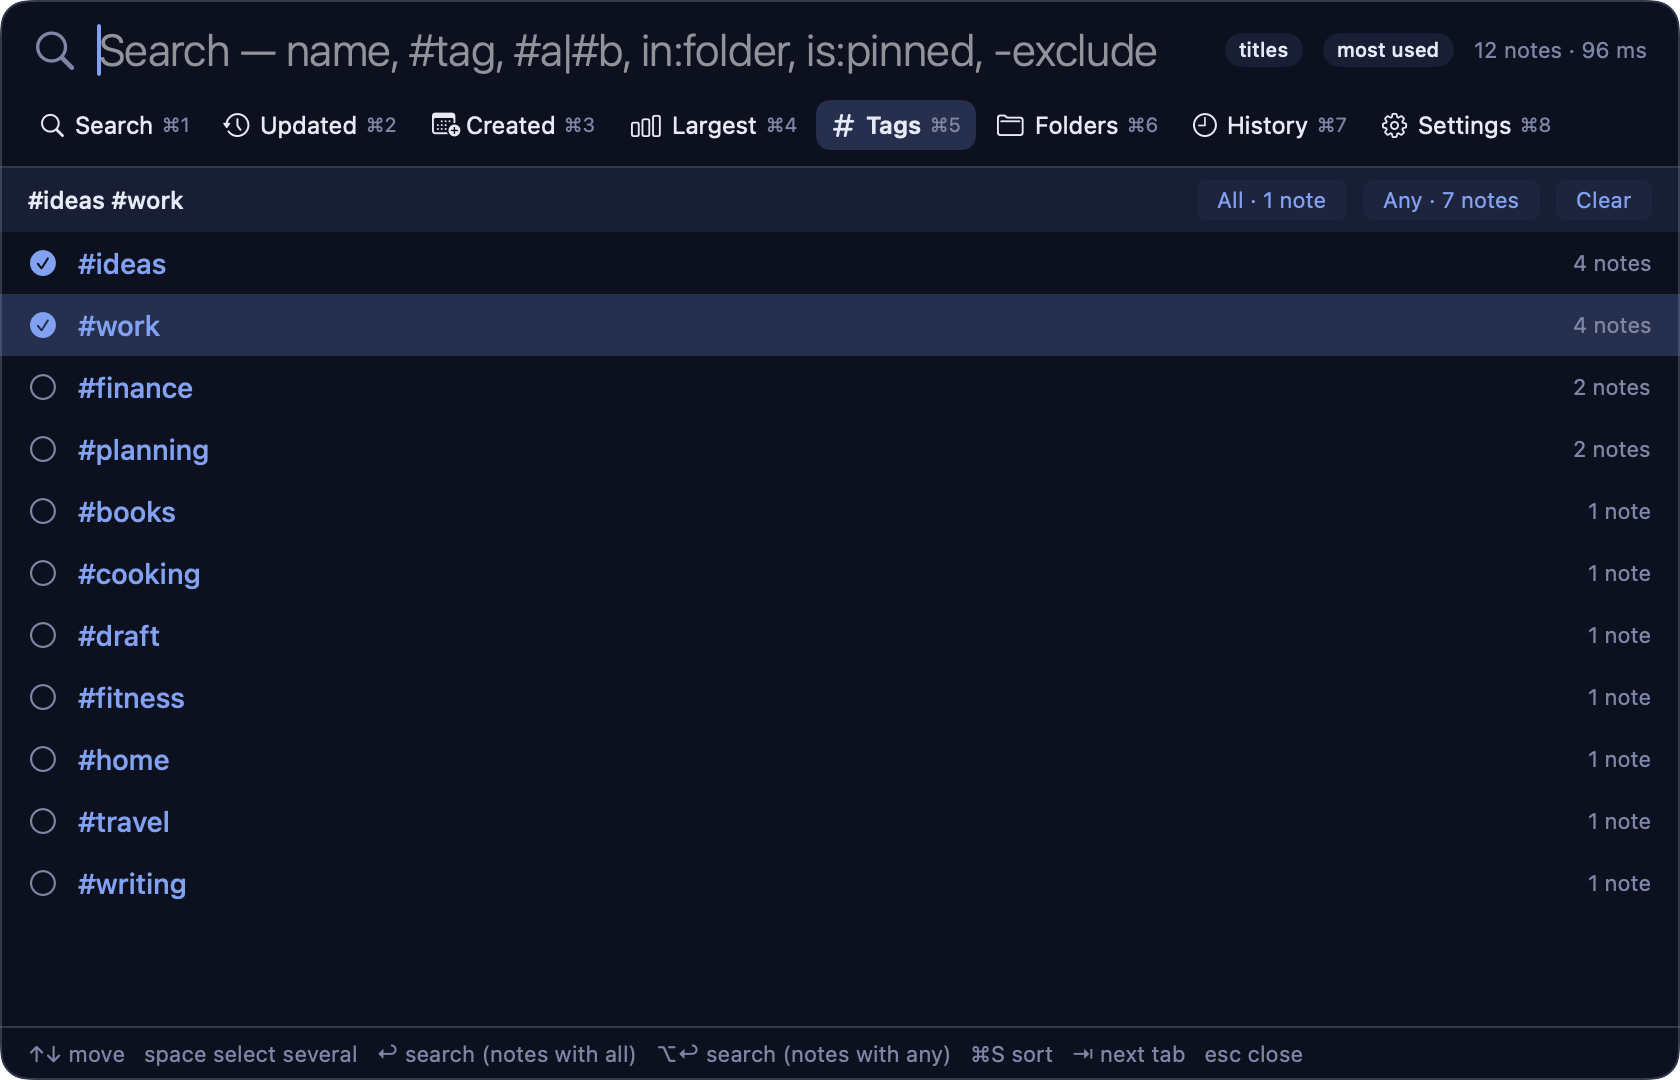 Search — name, #tag, #a|#b, in:folder, is:pinned, -exclude titles most used 12 notes · 96 ms
Search ⌘1 Updated ⌘2 Created ⌘3 Largest ⌘4 # Tags ⌘5 Folders ⌘6 History ⌘7 Settings ⌘8
#ideas #work All · 1 note Any · 7 notes Clear
#ideas 4 notes
#work 4 notes
#finance 2 notes
#planning 2 notes
#books 1 note
#cooking 1 note
#draft 1 note
#fitness 1 note
#home 1 note
#travel 1 note
#writing 1 note
↑↓ move space select several ↩ search (notes with all) ⌥↩ search (notes with any) ⌘S sort ⇥ next tab esc close